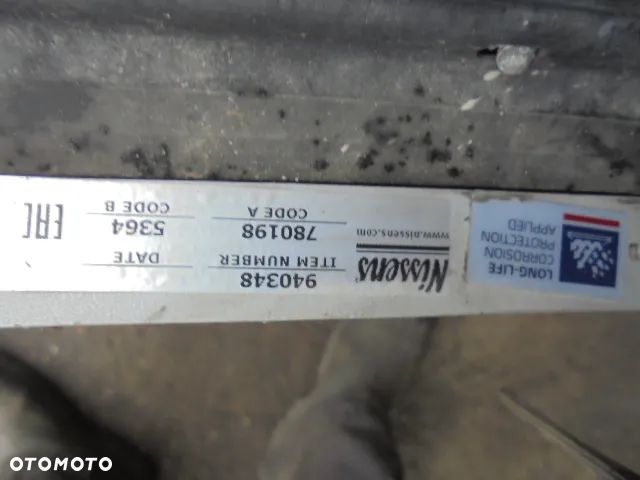 LONG-LIFE
CORROSION
PROTECTION
APPLIED
Nissens
www.nissens.com
940348
ITEM NUMBER DATE
780198 5364
CODE A CODE B
EAC
OTOMOTO